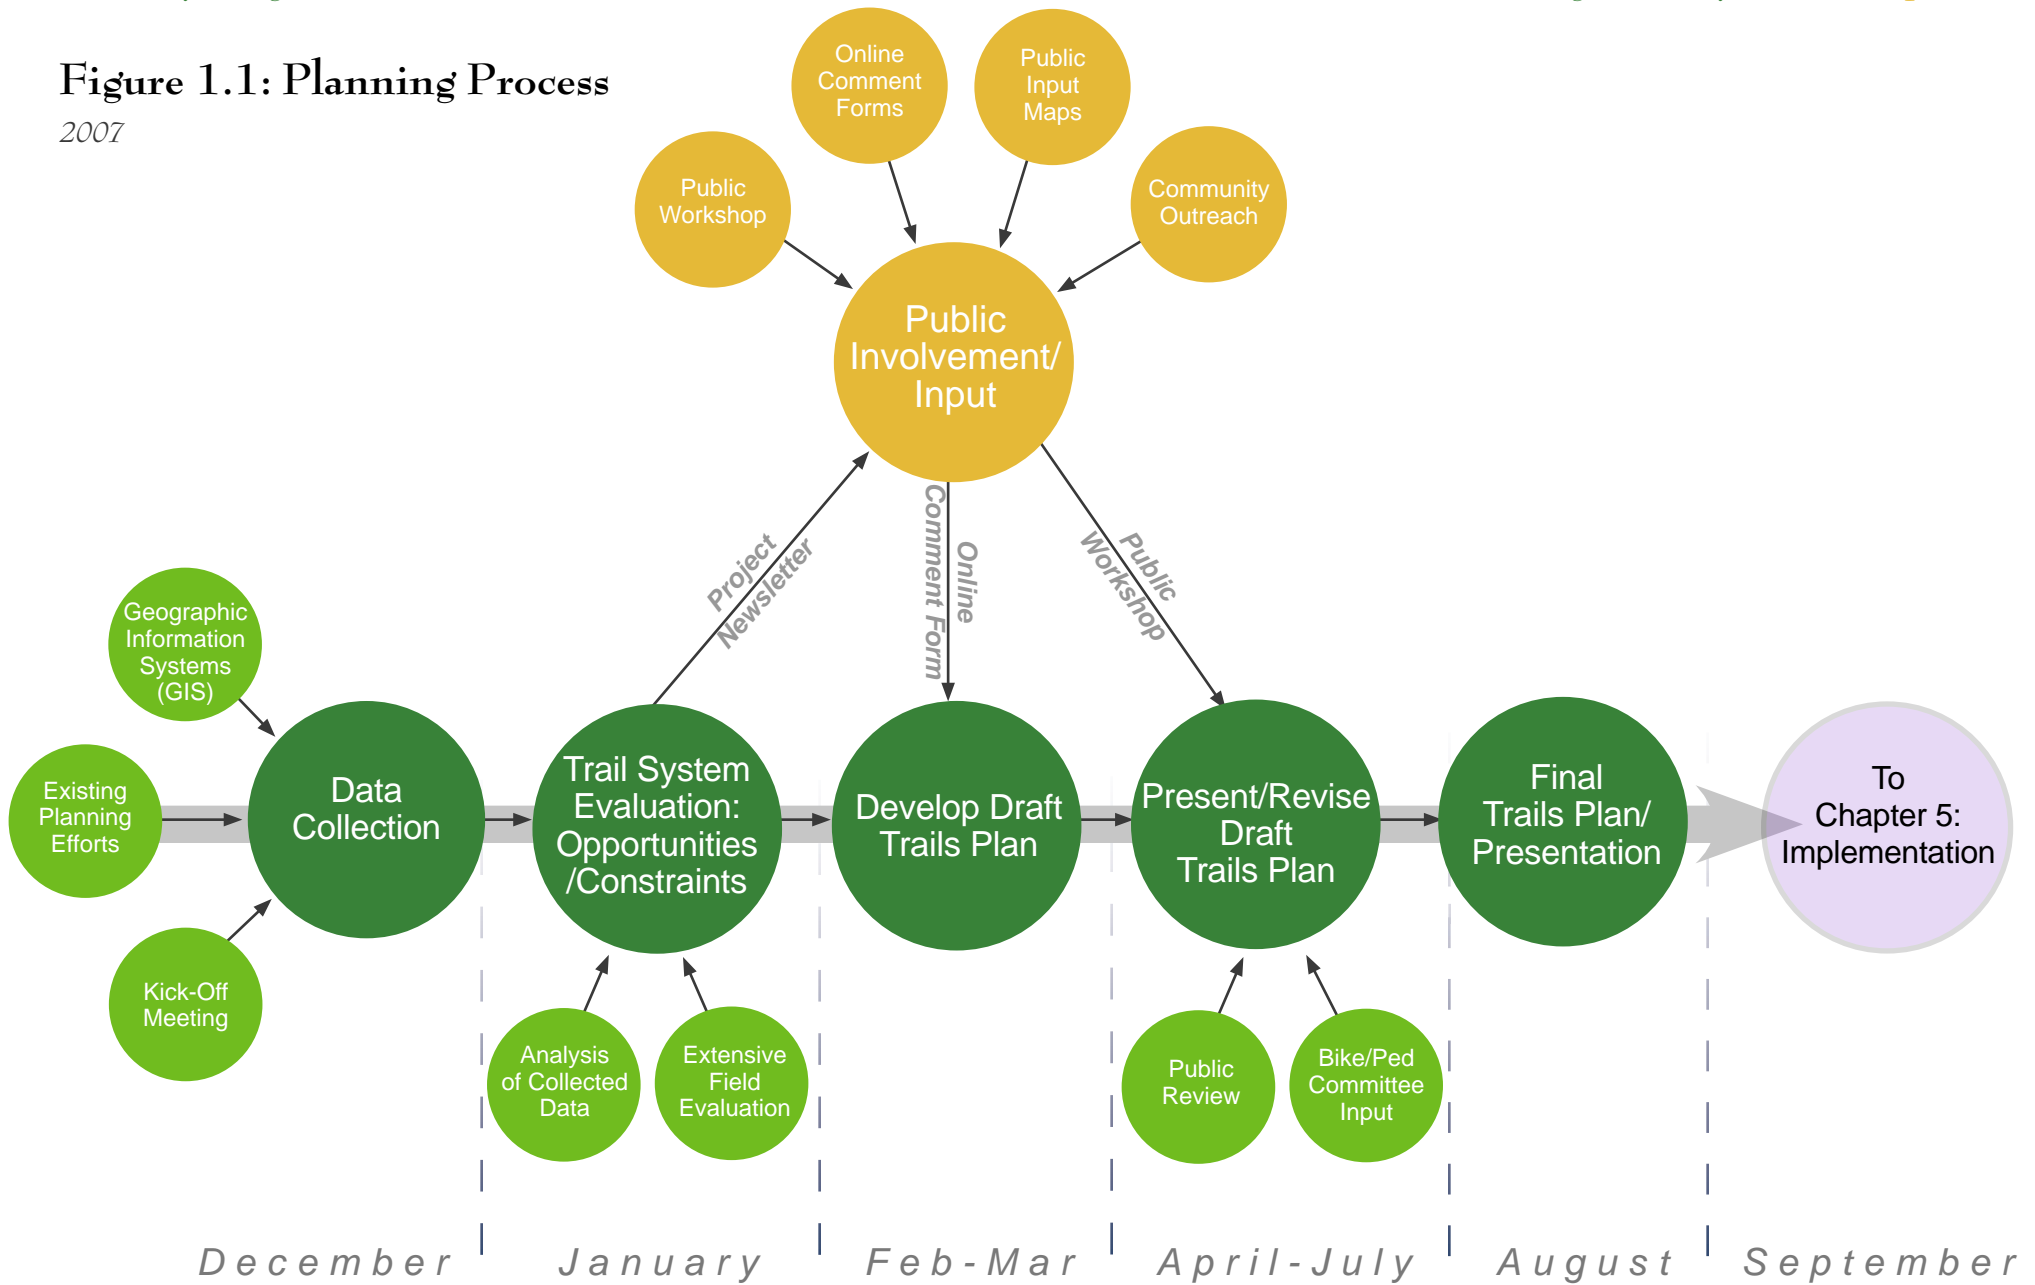 Figure 1.1: Planning Process
2007
Online
Comment
Forms
Public
Input
Maps
Public
Workshop
Community
Outreach
Public
Involvement/
Input
Project
Newsletter
Online
Comment Form
Public
Workshop
Geographic
Information
Systems
(GIS)
Existing
Planning
Efforts
Kick-Off
Meeting
Data
Collection
Trail System
Evaluation:
Opportunities
/Constraints
Develop Draft
Trails Plan
Present/Revise
Draft
Trails Plan
Final
Trails Plan/
Presentation
To
Chapter 5:
Implementation
Analysis
of Collected
Data
Extensive
Field
Evaluation
Public
Review
Bike/Ped
Committee
Input
December
January
Feb-Mar
April-July
August
September